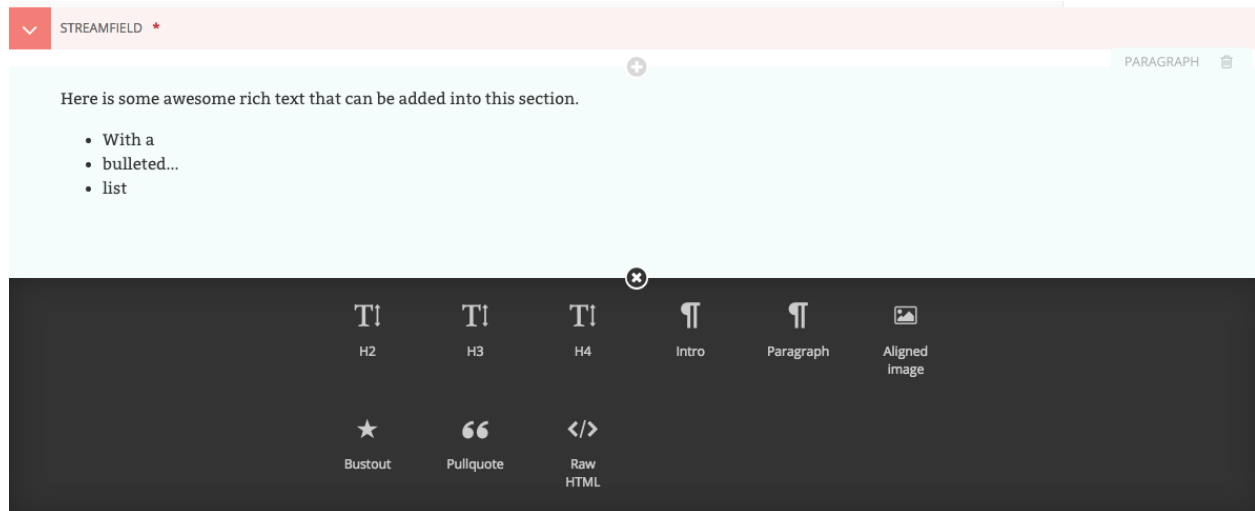 STREAMFIELD *
PARAGRAPH
Here is some awesome rich text that can be added into this section.
• With a
• bulleted...
• list
H2
H3
H4
Intro
Paragraph
Aligned
image
Bustout
Pullquote
Raw
HTML